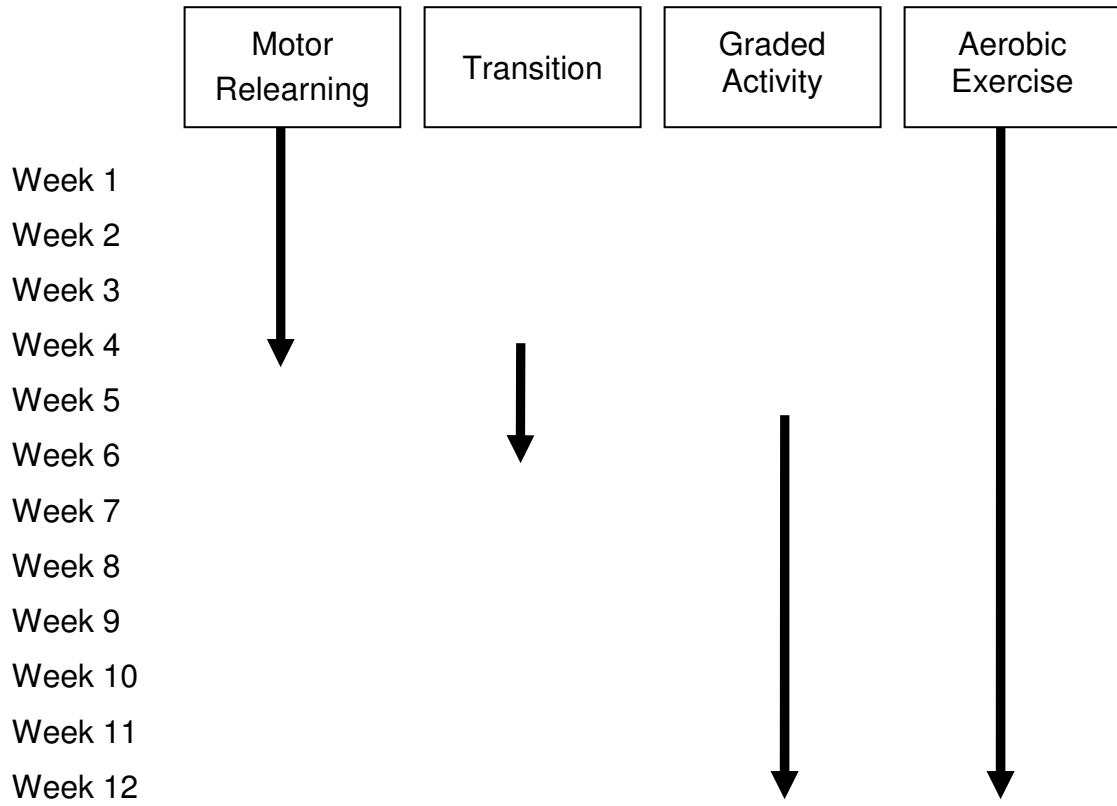 Motor
Relearning
Transition
Graded
Activity
Aerobic
Exercise
Week 1
Week 2
Week 3
Week 4
Week 5
Week 6
Week 7
Week 8
Week 9
Week 10
Week 11
Week 12